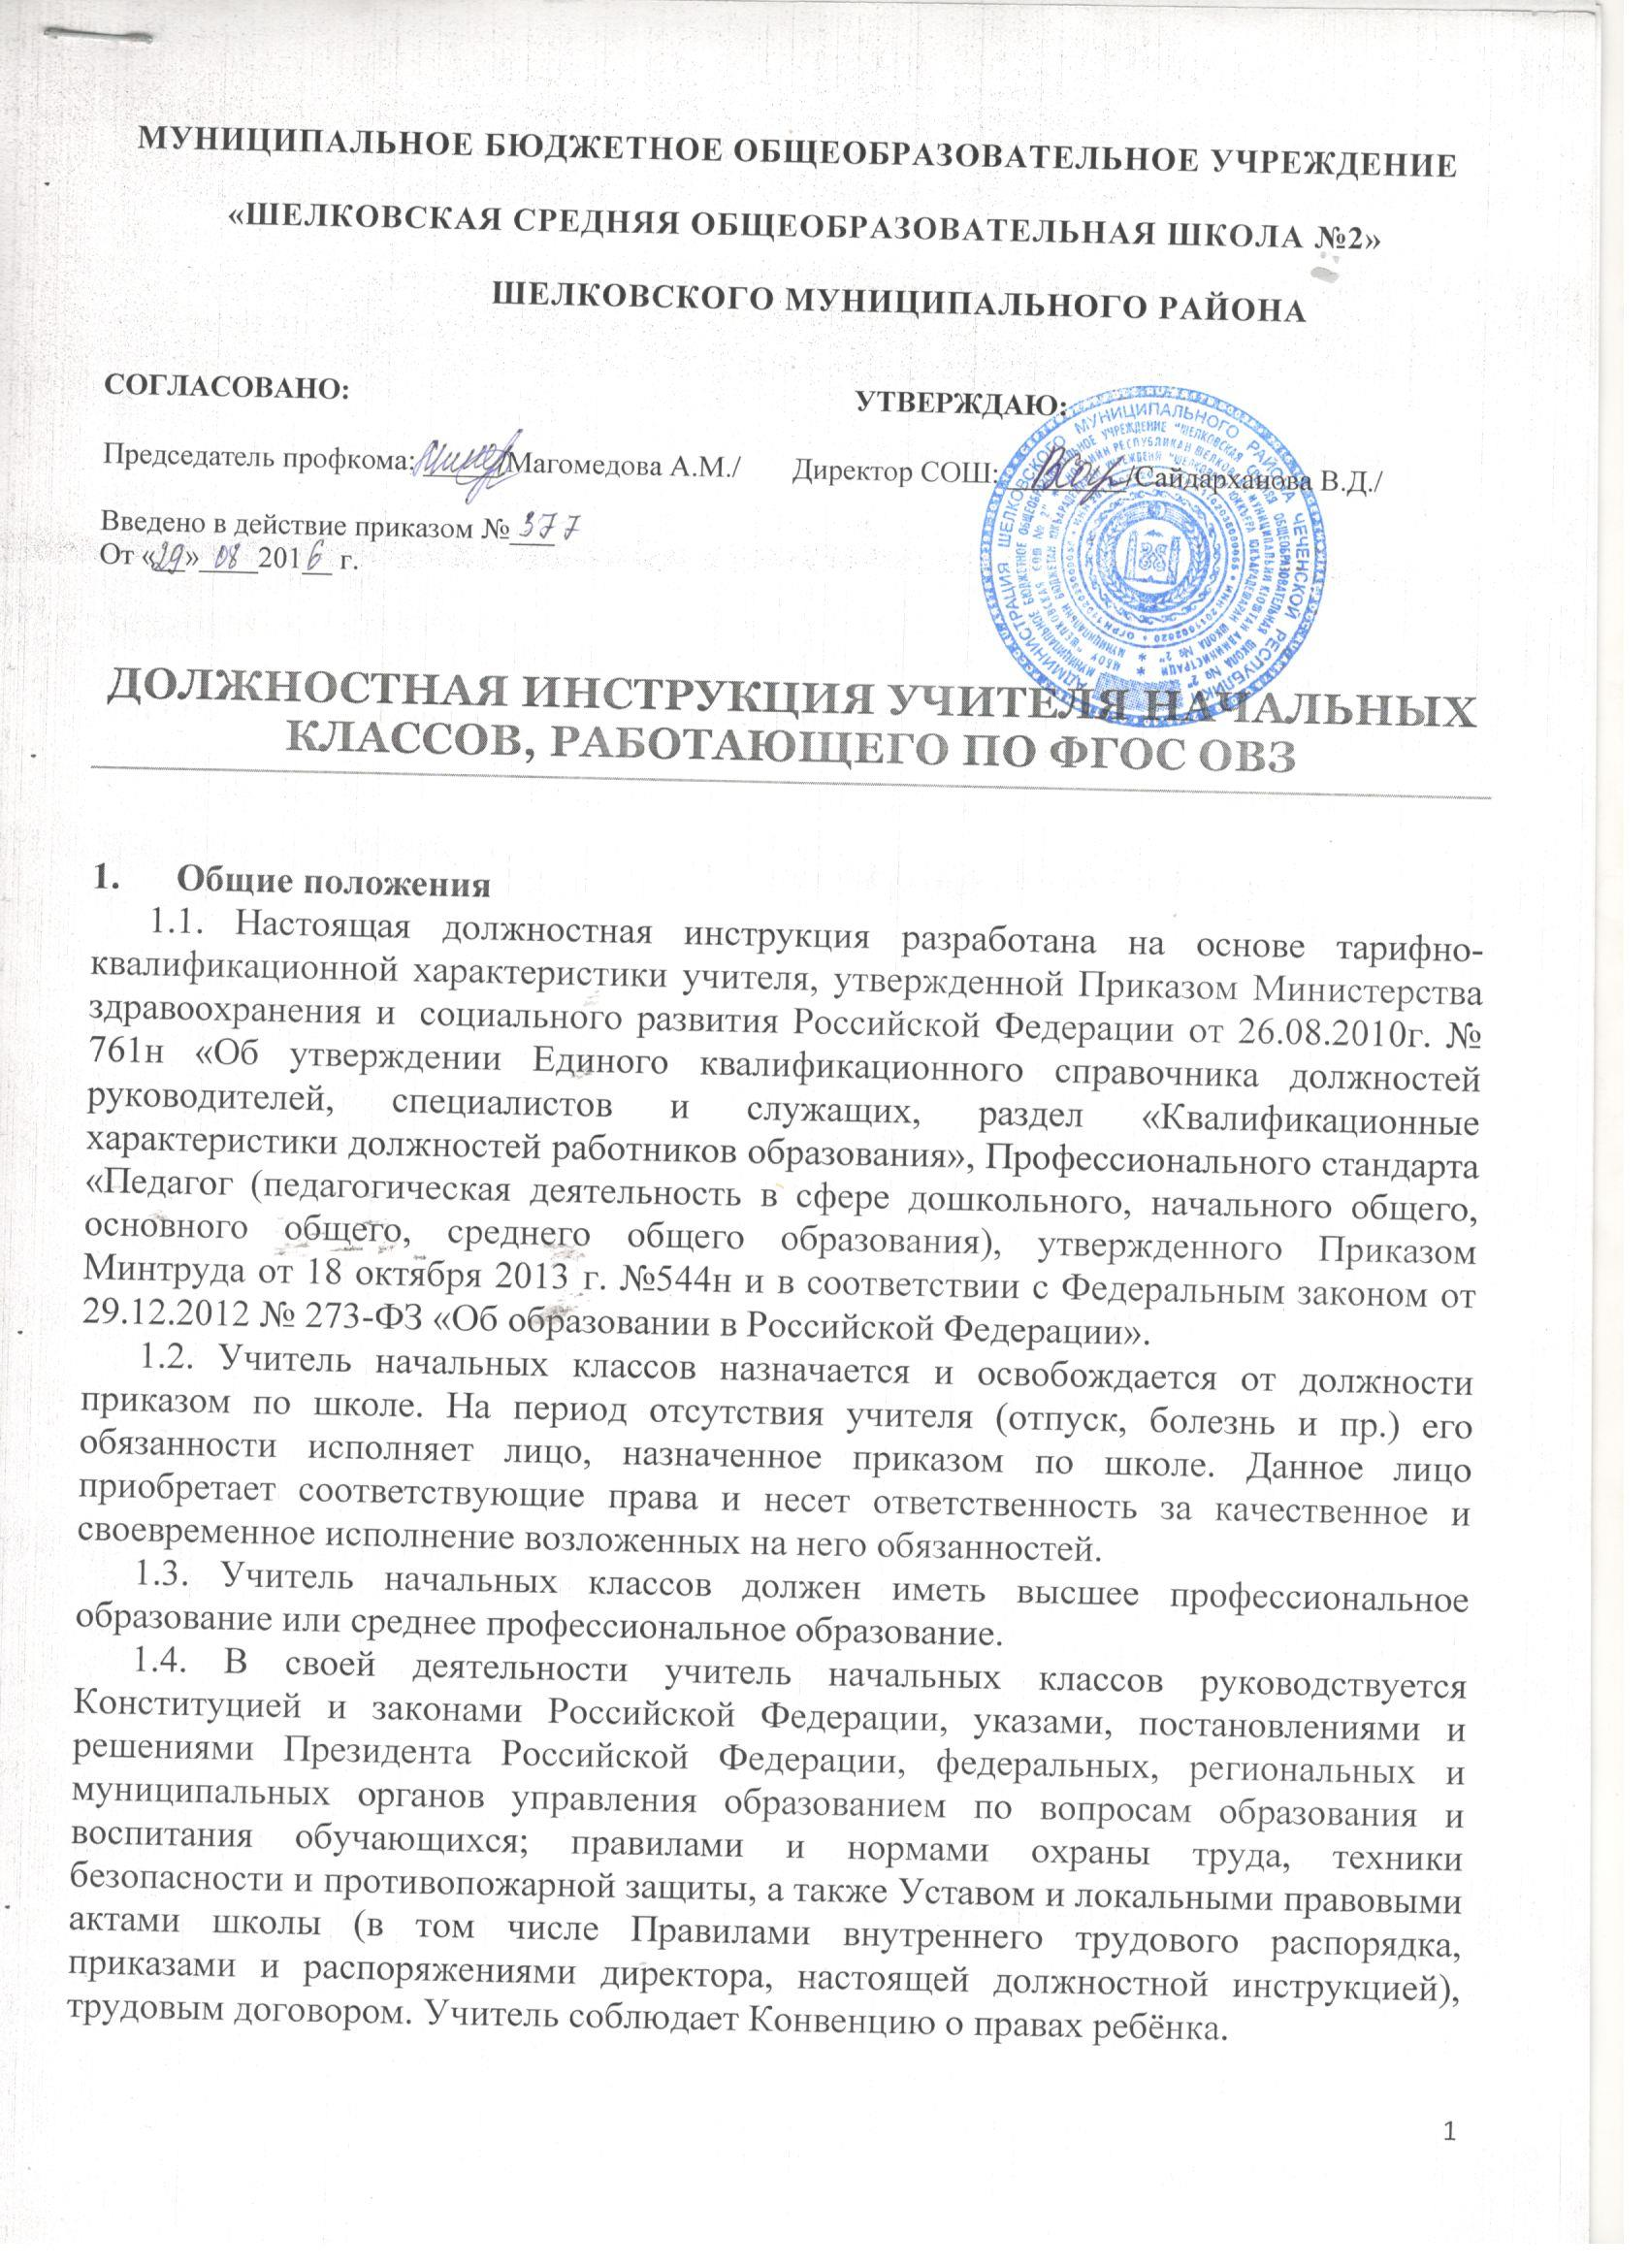 МУНИЦИПАЛЬНОЕ БЮДЖЕТНОЕ ОБЩЕОБРАЗОВАТЕЛЬНОЕ УЧРЕЖДЕНИЕ
«ШЕЛКОВСКАЯ СРЕДНЯЯ ОБЩЕОБРАЗОВАТЕЛЬНАЯ ШКОЛА №2»
ШЕЛКОВСКОГО МУНИЦИПАЛЬНОГО РАЙОНА
СОГЛАСОВАНО: УТВЕРЖДАЮ:
Председатель профкома: /Магомедова А.М./ Директор СОШ: /Сайдарханова В.Д./
Введено в действие приказом № 377
От «29» 08 2016 г.
АДМИНИСТРАЦИЯ ШЕЛКОВСКОГО МУНИЦИПАЛЬНОГО РАЙОНА ЧЕЧЕНСКОЙ РЕСПУБЛИКИ
ДОЛЖНОСТНАЯ ИНСТРУКЦИЯ УЧИТЕЛЯ НАЧАЛЬНЫХ
КЛАССОВ, РАБОТАЮЩЕГО ПО ФГОС ОВЗ
1. Общие положения
1.1. Настоящая должностная инструкция разработана на основе тарифно-
квалификационной характеристики учителя, утвержденной Приказом Министерства
здравоохранения и социального развития Российской Федерации от 26.08.2010г. №
761н «Об утверждении Единого квалификационного справочника должностей
руководителей, специалистов и служащих, раздел «Квалификационные
характеристики должностей работников образования», Профессионального стандарта
«Педагог (педагогическая деятельность в сфере дошкольного, начального общего,
основного общего, среднего общего образования), утвержденного Приказом
Минтруда от 18 октября 2013 г. №544н и в соответствии с Федеральным законом от
29.12.2012 № 273-ФЗ «Об образовании в Российской Федерации».
1.2. Учитель начальных классов назначается и освобождается от должности
приказом по школе. На период отсутствия учителя (отпуск, болезнь и пр.) его
обязанности исполняет лицо, назначенное приказом по школе. Данное лицо
приобретает соответствующие права и несет ответственность за качественное и
своевременное исполнение возложенных на него обязанностей.
1.3. Учитель начальных классов должен иметь высшее профессиональное
образование или среднее профессиональное образование.
1.4. В своей деятельности учитель начальных классов руководствуется
Конституцией и законами Российской Федерации, указами, постановлениями и
решениями Президента Российской Федерации, федеральных, региональных и
муниципальных органов управления образованием по вопросам образования и
воспитания обучающихся; правилами и нормами охраны труда, техники
безопасности и противопожарной защиты, а также Уставом и локальными правовыми
актами школы (в том числе Правилами внутреннего трудового распорядка,
приказами и распоряжениями директора, настоящей должностной инструкцией),
трудовым договором. Учитель соблюдает Конвенцию о правах ребёнка.
1